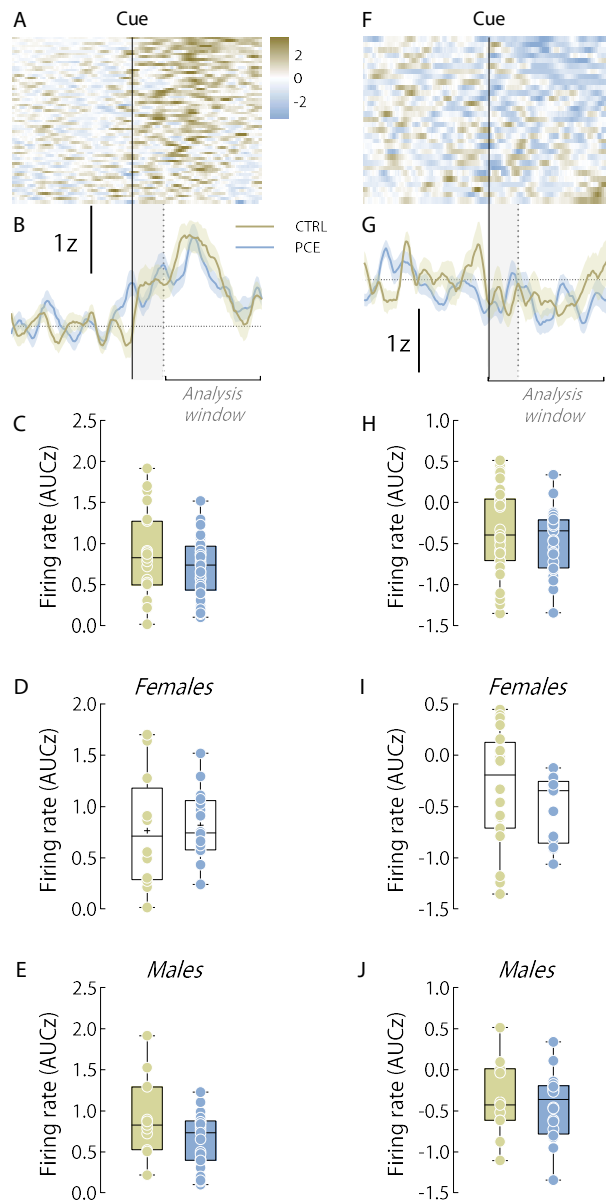 A
Cue
2
0
-2
B
1z
CTRL
PCE
Analysis
window
C
Firing rate (AUCz)
2.5
2.0
1.5
1.0
0.5
0.0
D
Females
Firing rate (AUCz)
2.0
1.5
1.0
0.5
0.0
E
Males
Firing rate (AUCz)
2.5
2.0
1.5
1.0
0.5
0.0
F
Cue
G
1z
Analysis
window
H
Firing rate (AUCz)
1.0
0.5
0.0
-0.5
-1.0
-1.5
I
Females
Firing rate (AUCz)
0.5
0.0
-0.5
-1.0
-1.5
J
Males
Firing rate (AUCz)
1.0
0.5
0.0
-0.5
-1.0
-1.5